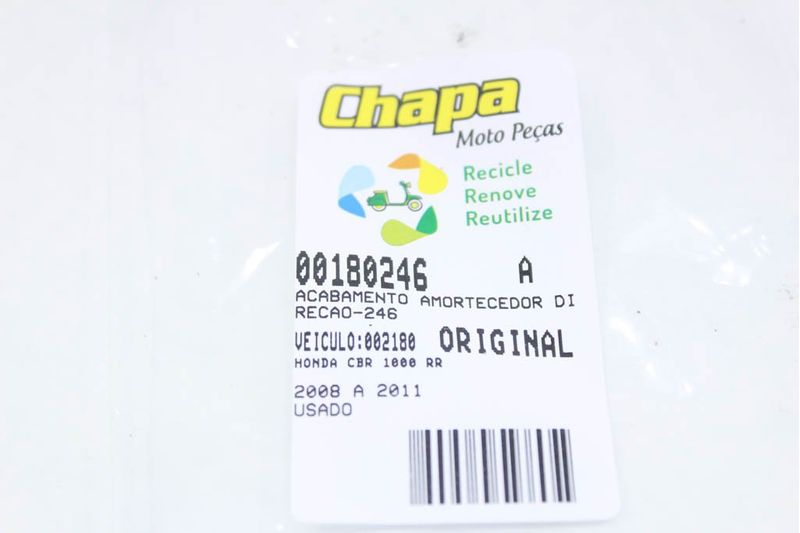 Chapa
Moto Peças
Recicle
Renove
Reutilize
00180246 A
ACABAMENTO AMORTECEDOR DI
RECAO-246
VEICULO:002180 ORIGINAL
HONDA CBR 1000 RR
2008 A 2011
USADO